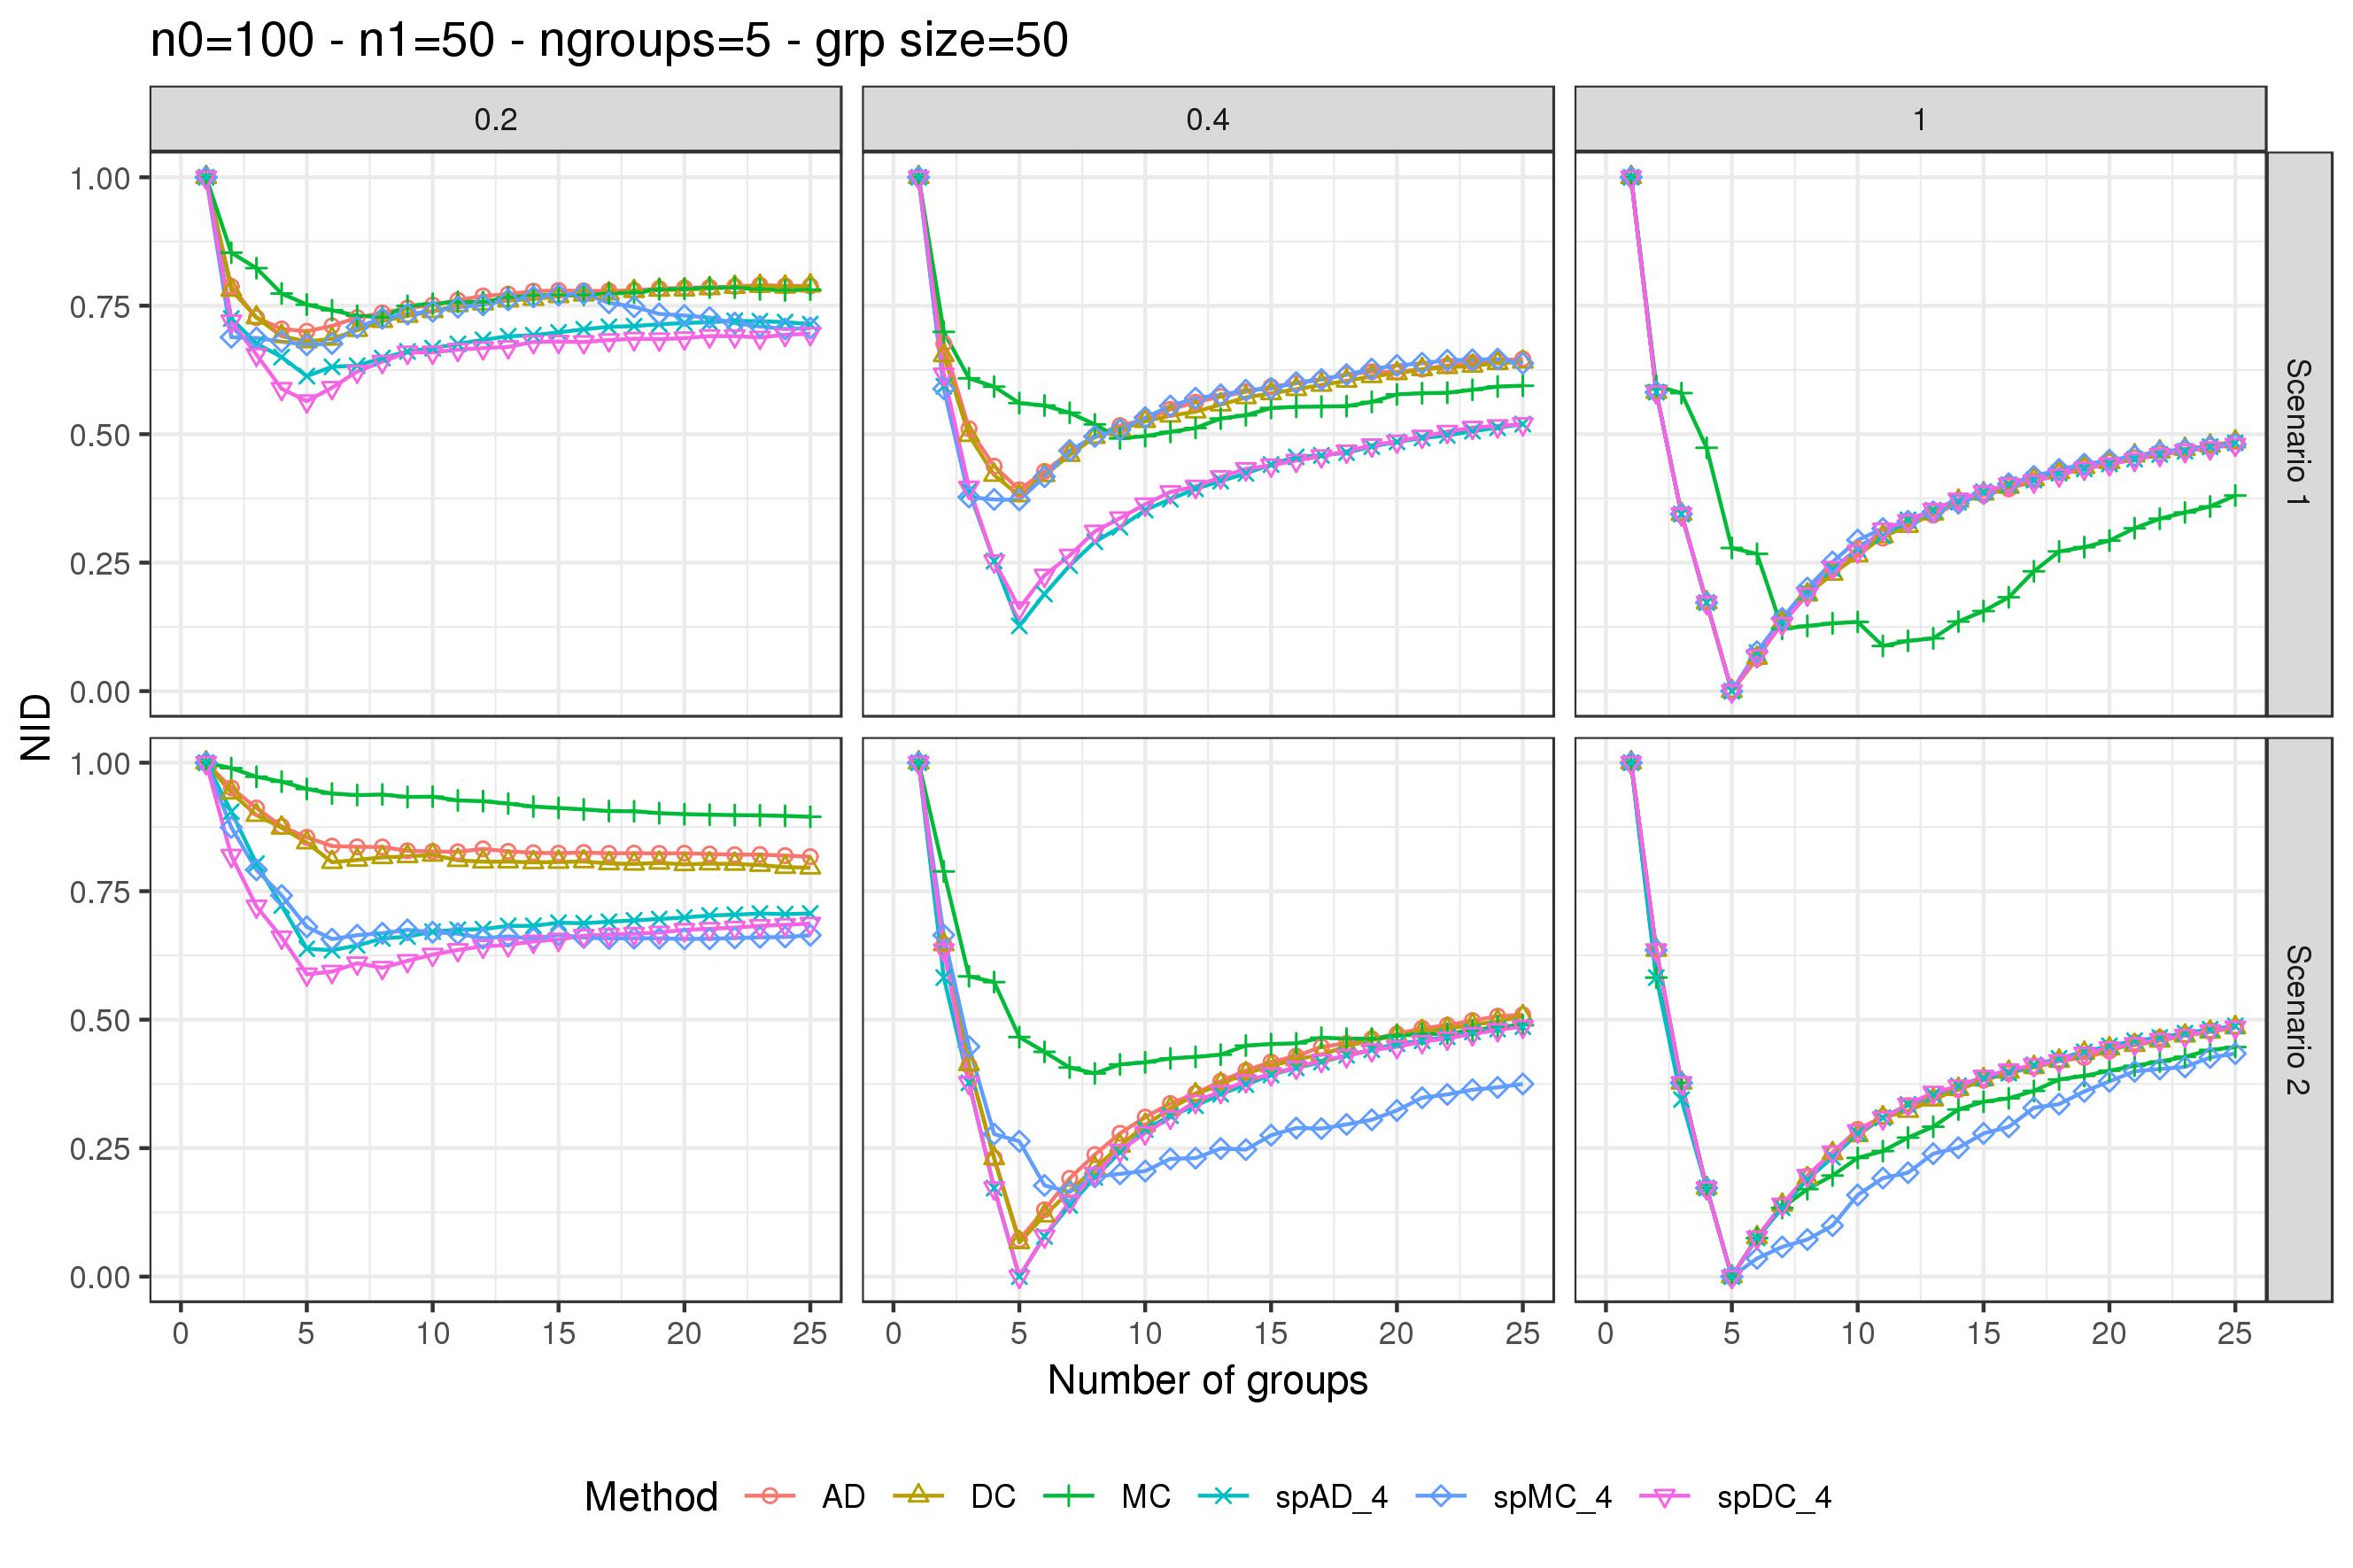 n0=100 - n1=50 - ngroups=5 - grp size=50
0.2 0.4 1
1.00
0.75
0.50
0.25
0.00
Scenario 1
NID
1.00
0.75
0.50
0.25
0.00
Scenario 2
0 5 10 15 20 25 0 5 10 15 20 25 0 5 10 15 20 25
Number of groups
Method AD DC MC spAD_4 spMC_4 spDC_4